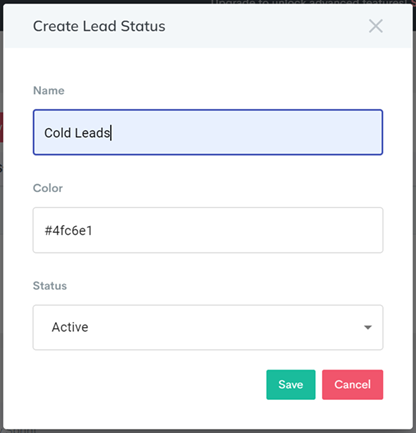 Upgrade to unlock advanced features!
Create Lead Status
Name
Cold Leads
Color
#4fc6e1
Status
Active
Save
Cancel